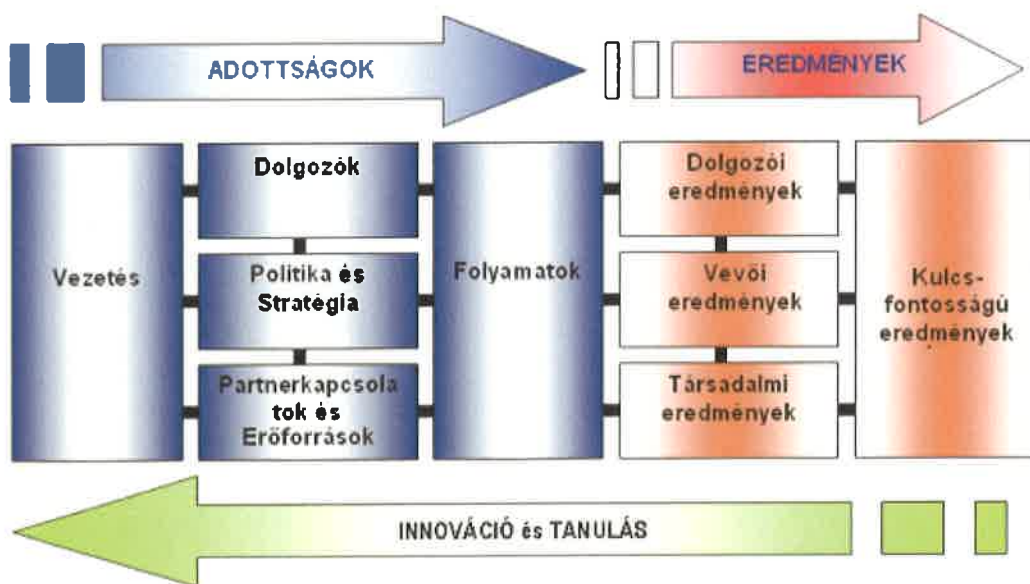 ADOTTSÁGOK
EREDMÉNYEK
Vezetés
Dolgozók
Politika és
Stratégia
Partnerkapcsola
tok és
Erőforrások
Folyamatok
Dolgozói
eredmények
Vevői
eredmények
Társadalmi
eredmények
Kulcs-
fontosságú
eredmények
INNOVÁCIÓ és TANULÁS